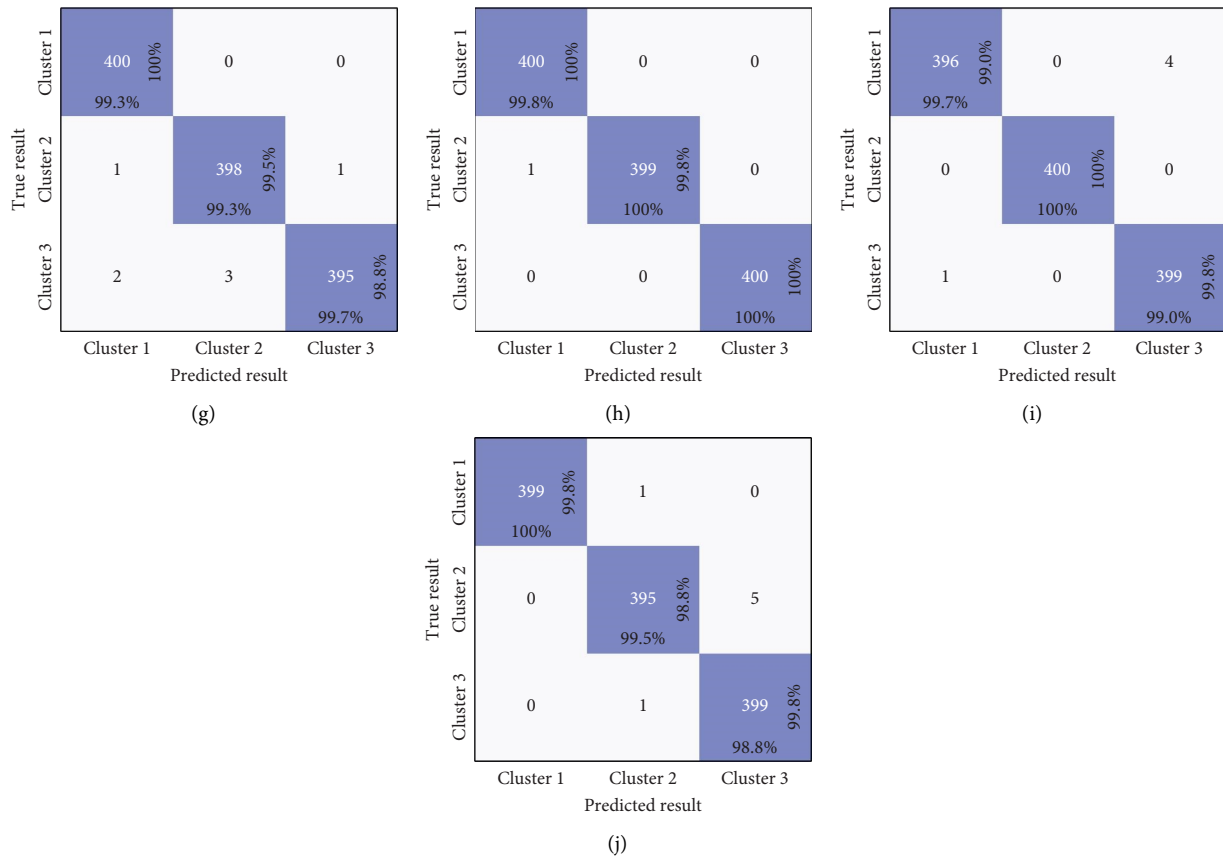 True result
Cluster 1
400
100%
0
0
99.3%
Cluster 2
1
398
99.5%
1
99.3%
Cluster 3
2
3
395
98.8%
99.7%
Cluster 1 Cluster 2 Cluster 3
Predicted result
(g)
Cluster 1
400
100%
0
0
99.8%
True result
Cluster 2
1
399
99.8%
0
100%
Cluster 3
0
0
400
100%
100%
Cluster 1 Cluster 2 Cluster 3
Predicted result
(h)
Cluster 1
396
99.0%
0
4
99.7%
True result
Cluster 2
0
400
100%
0
100%
Cluster 3
1
0
399
99.8%
99.0%
Cluster 1 Cluster 2 Cluster 3
Predicted result
(i)
Cluster 1
399
99.8%
1
0
100%
True result
Cluster 2
0
395
98.8%
5
99.5%
Cluster 3
0
1
399
99.8%
98.8%
Cluster 1 Cluster 2 Cluster 3
Predicted result
(j)